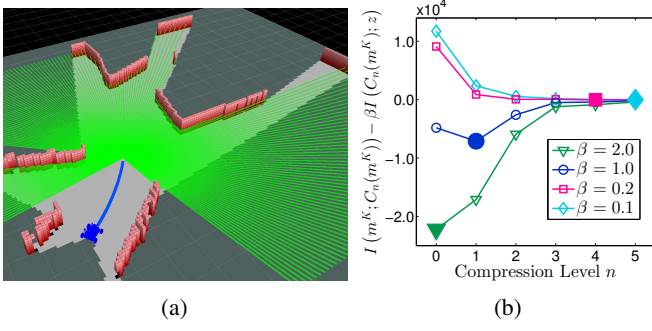 ×10⁴
1.0
0.0
-1.0
-2.0
I (m^K; C_n(m^K)) − βI (C_n(m^K); z)
β = 2.0
β = 1.0
β = 0.2
β = 0.1
0 1 2 3 4 5
Compression Level n
(a) (b)